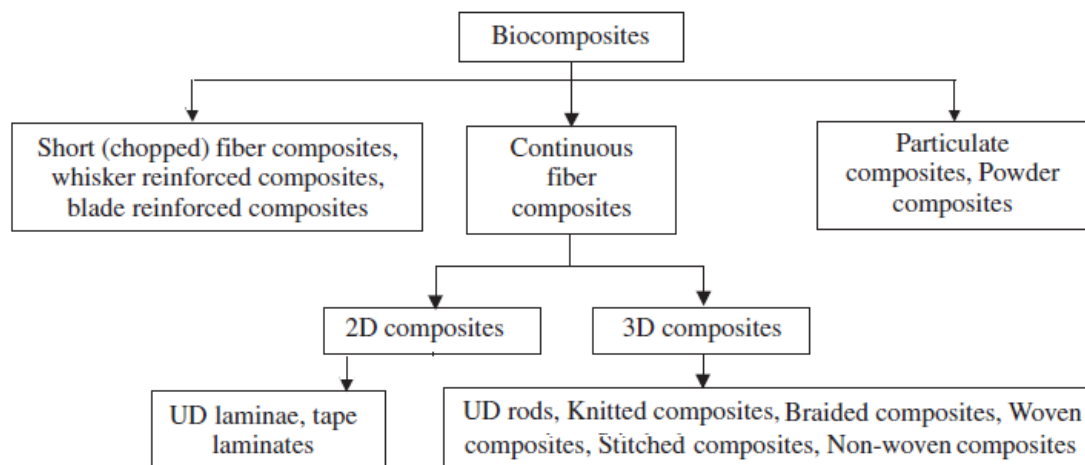 Biocomposites
Short (chopped) fiber composites,
whisker reinforced composites,
blade reinforced composites
Continuous
fiber
composites
Particulate
composites, Powder
composites
2D composites
3D composites
UD laminae, tape
laminates
UD rods, Knitted composites, Braided composites, Woven
composites, Stitched composites, Non-woven composites